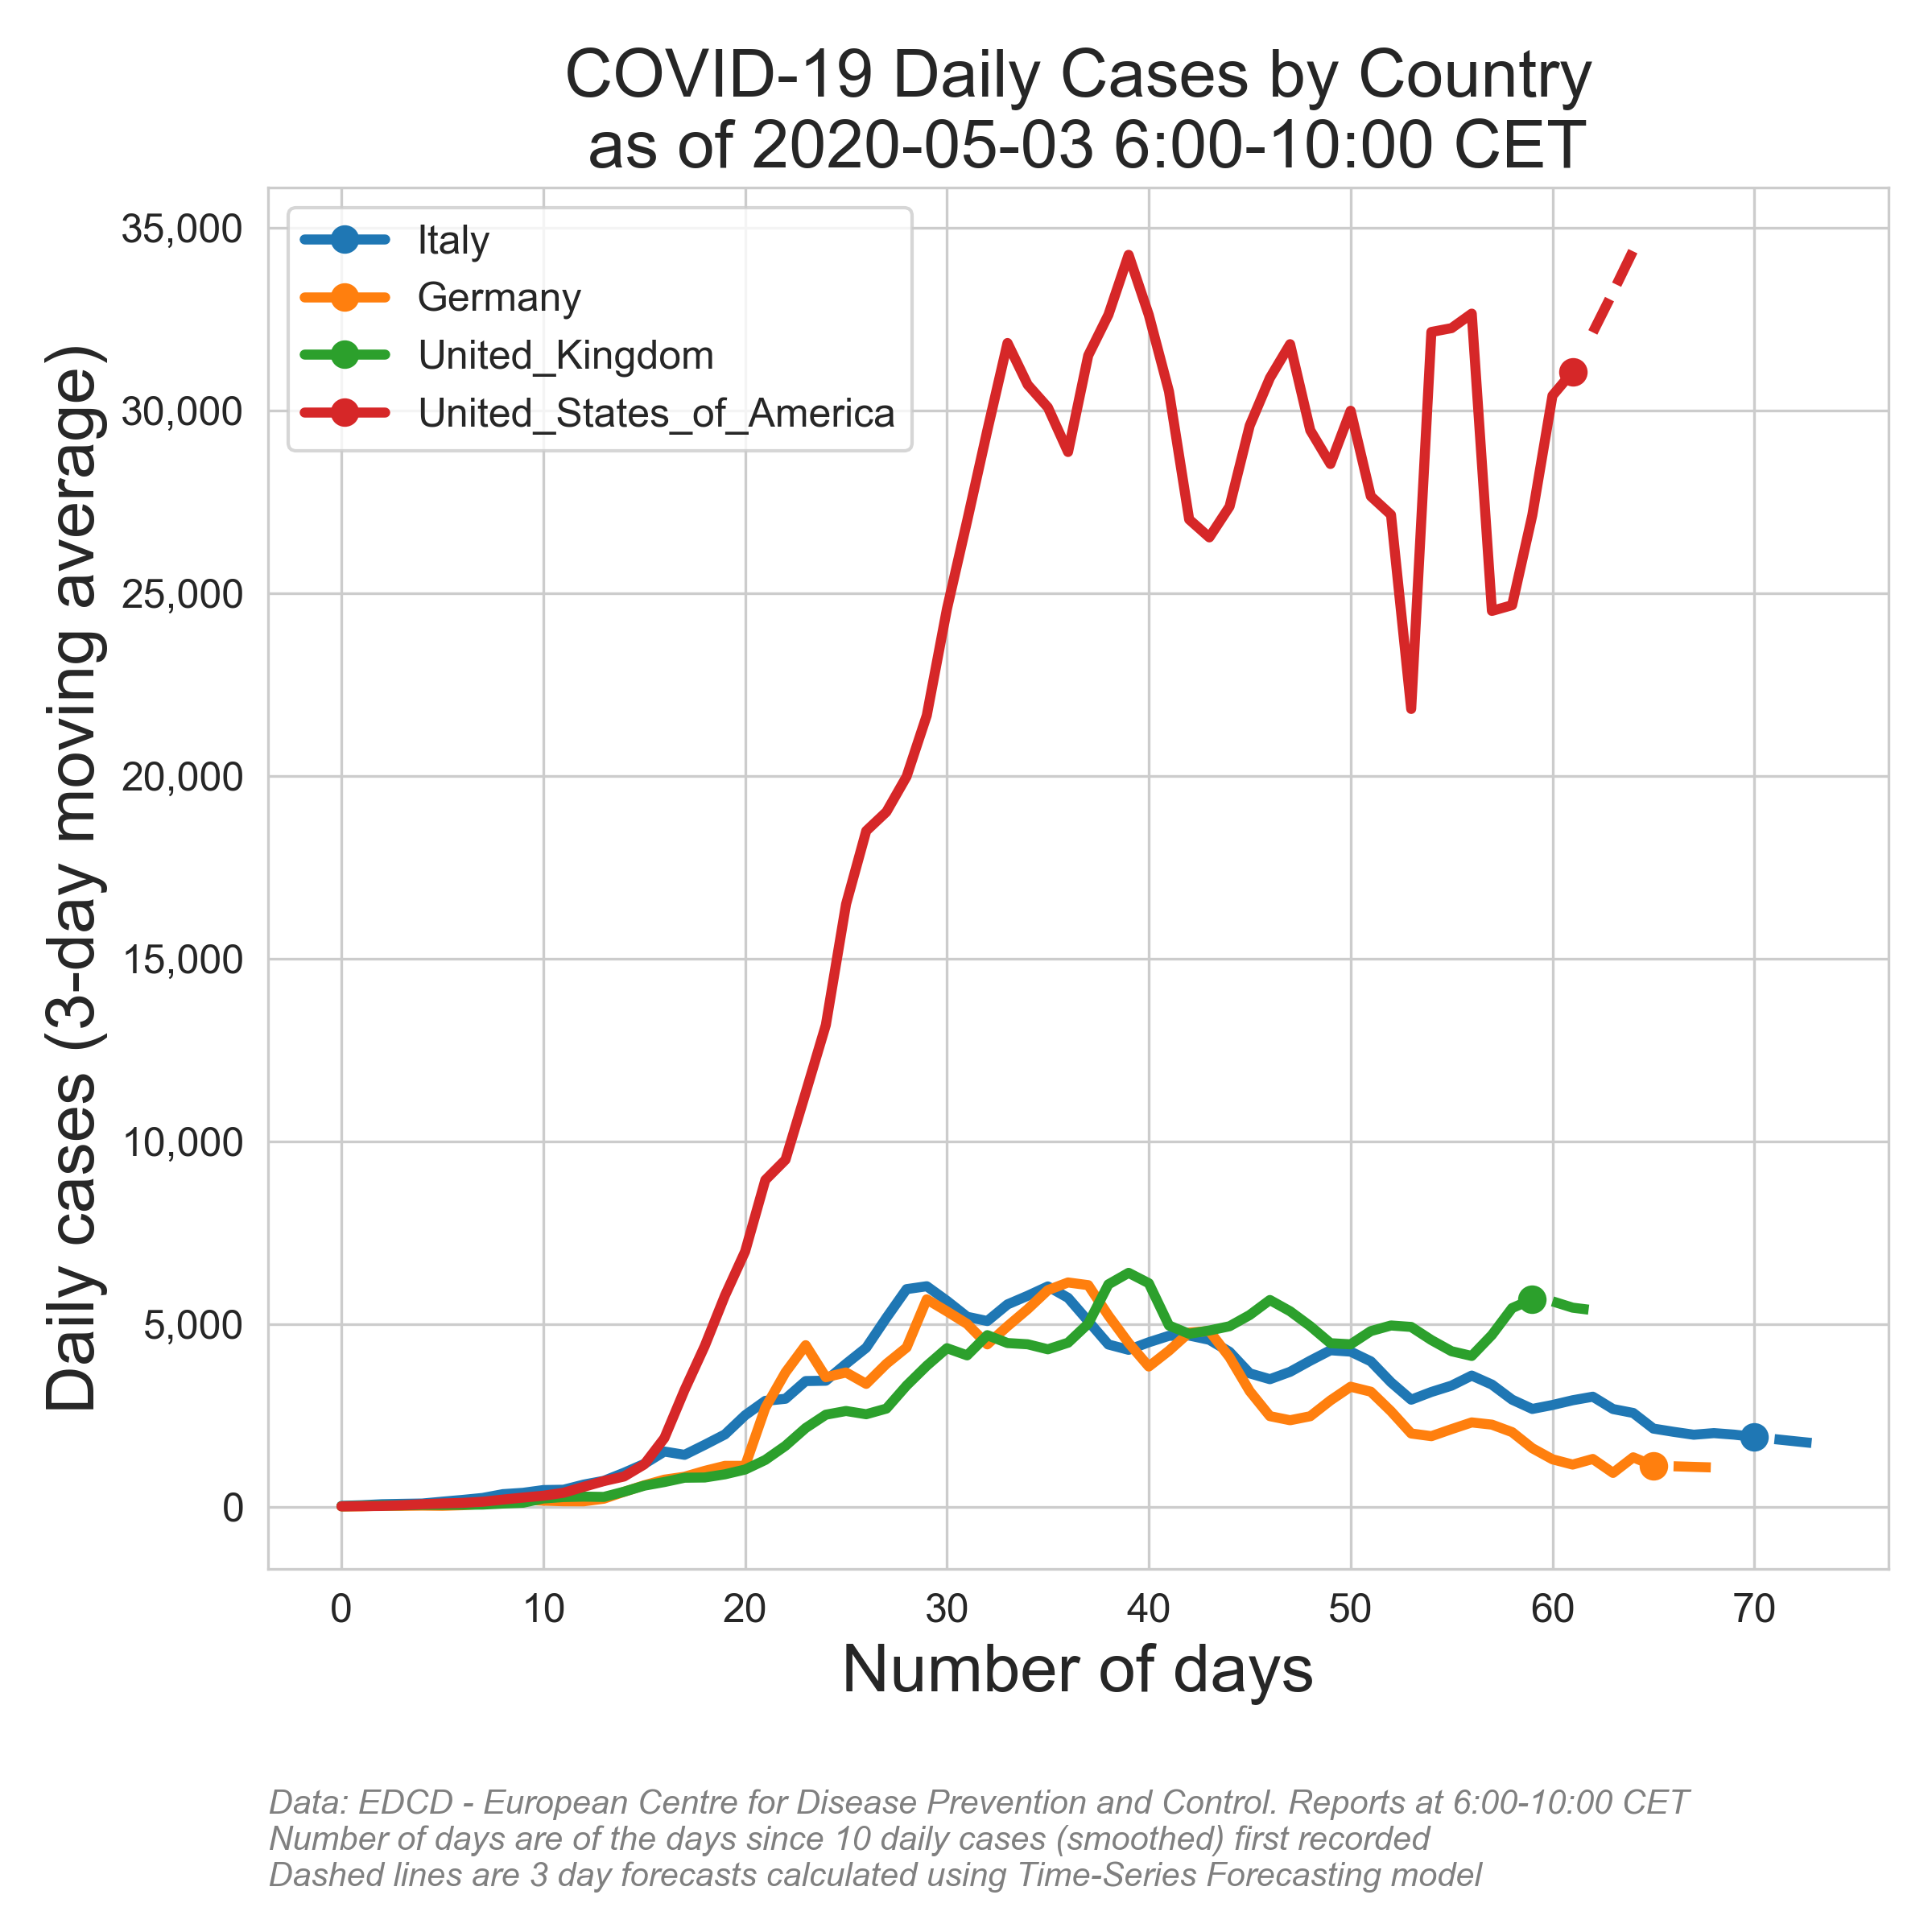 COVID-19 Daily Cases by Country
as of 2020-05-03 6:00-10:00 CET
Daily cases (3-day moving average)
35,000
30,000
25,000
20,000
15,000
10,000
5,000
0
Italy
Germany
United_Kingdom
United_States_of_America
0 10 20 30 40 50 60 70
Number of days
Data: EDCD - European Centre for Disease Prevention and Control. Reports at 6:00-10:00 CET
Number of days are of the days since 10 daily cases (smoothed) first recorded
Dashed lines are 3 day forecasts calculated using Time-Series Forecasting model